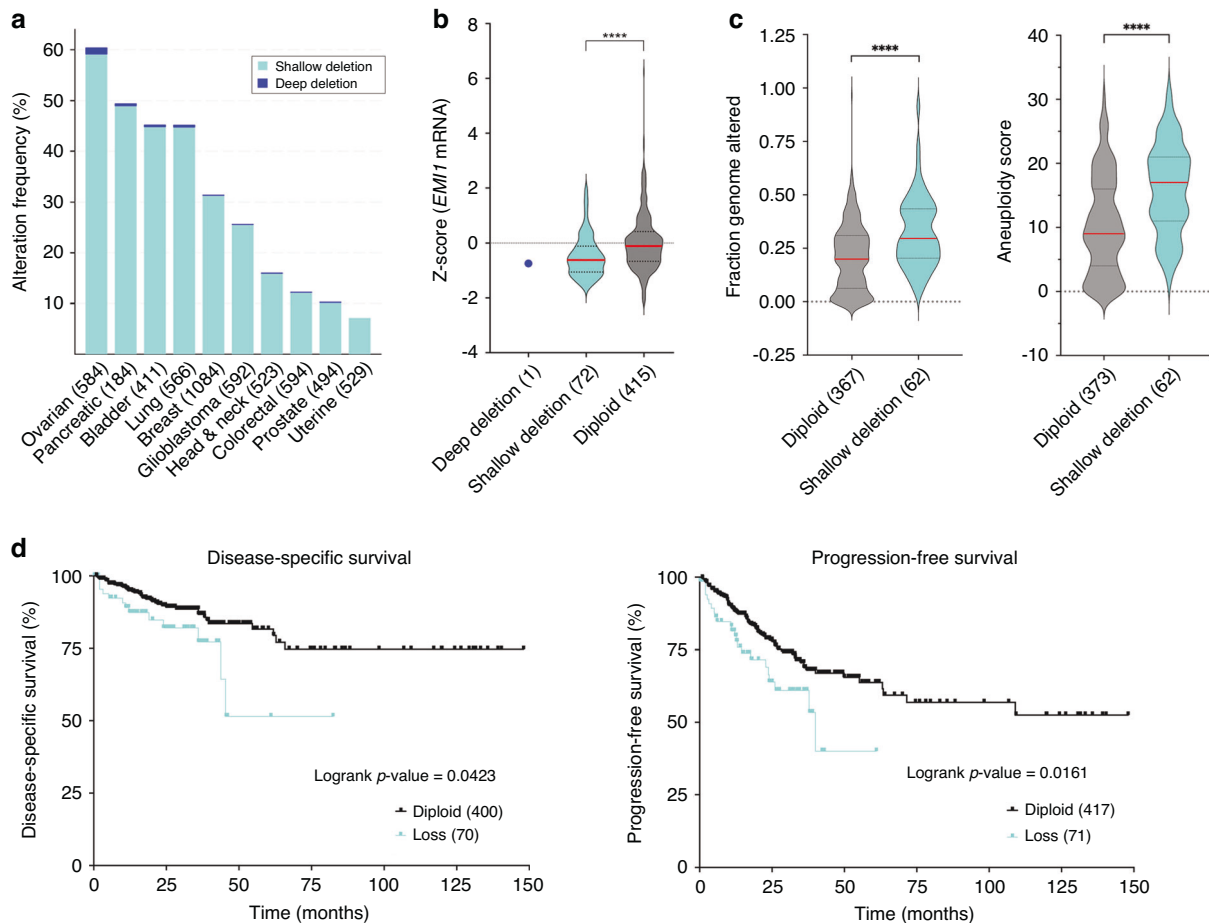 a
Alteration frequency (%)
60
50
40
30
20
10
Shallow deletion
Deep deletion
Ovarian (584)
Pancreatic (184)
Bladder (411)
Lung (566)
Breast (1084)
Glioblastoma (592)
Head & neck (523)
Colorectal (594)
Prostate (494)
Uterine (529)
b
Z-score (EMI1 mRNA)
8
6
4
2
0
-2
-4
****
Deep deletion (1)
Shallow deletion (72)
Diploid (415)
c
Fraction genome altered
1.25
1.00
0.75
0.50
0.25
0.00
-0.25
****
Diploid (367)
Shallow deletion (62)
Aneuploidy score
40
30
20
10
0
-10
****
Diploid (373)
Shallow deletion (62)
d
Disease-specific survival
Disease-specific survival (%)
100
75
50
25
0
Logrank p-value = 0.0423
Diploid (400)
Loss (70)
0 25 50 75 100 125 150
Time (months)
Progression-free survival
Progression-free survival (%)
100
75
50
25
0
Logrank p-value = 0.0161
Diploid (417)
Loss (71)
0 25 50 75 100 125 150
Time (months)